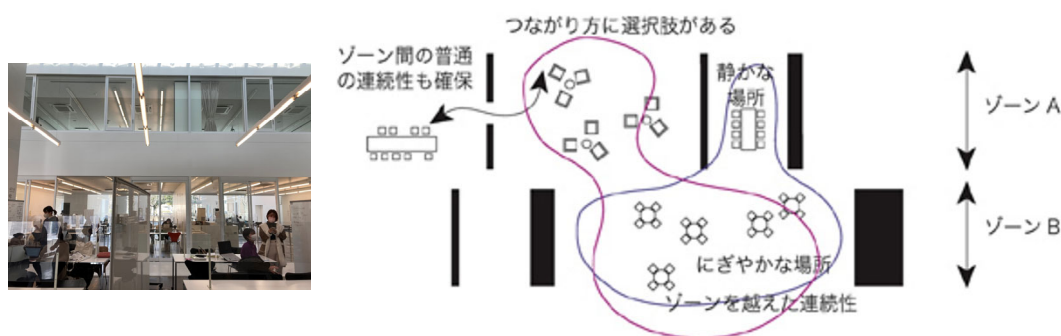 つながり方に選択肢がある
ゾーン間の普通
の連続性も確保
静かな
場所
ゾーン A
ゾーン B
にぎやかな場所
ゾーンを越えた連続性